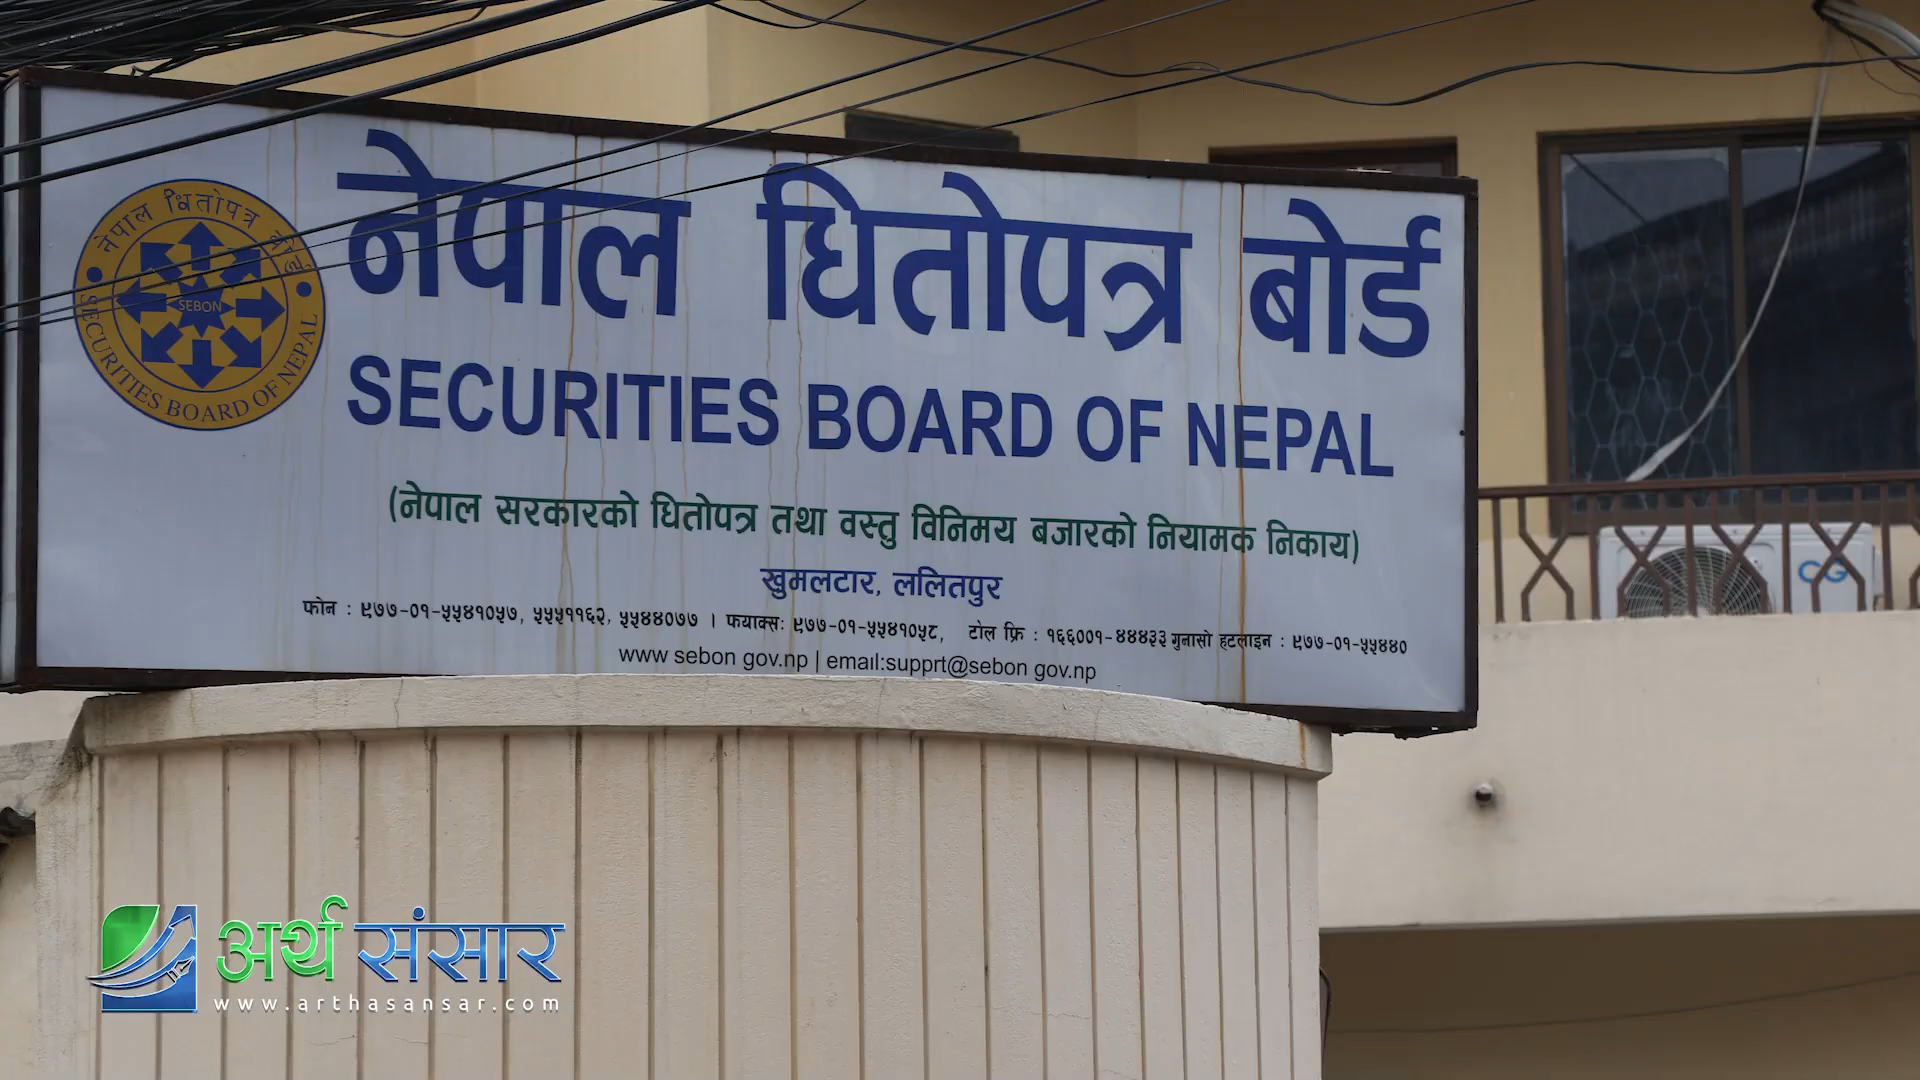 नेपाल धितोपत्र बोर्ड
SEBON
SECURITIES BOARD OF NEPAL
नेपाल धितोपत्र बोर्ड
SECURITIES BOARD OF NEPAL
(नेपाल सरकारको धितोपत्र तथा वस्तु विनिमय बजारको नियामक निकाय)
खुमलटार, ललितपुर
फोन : ९७७-०१-५५४१०५७, ५५५११६२, ५५४४०७७ । फयाक्स: ९७७-०१-५५४१०५८, टोल फ्रि : १६६००१-४४४३३ गुनासो हटलाइन : ९७७-०१-५५४४०
www sebon gov.np | email:supprt@sebon gov.np
CG
अर्थ संसार
www.arthasansar.com